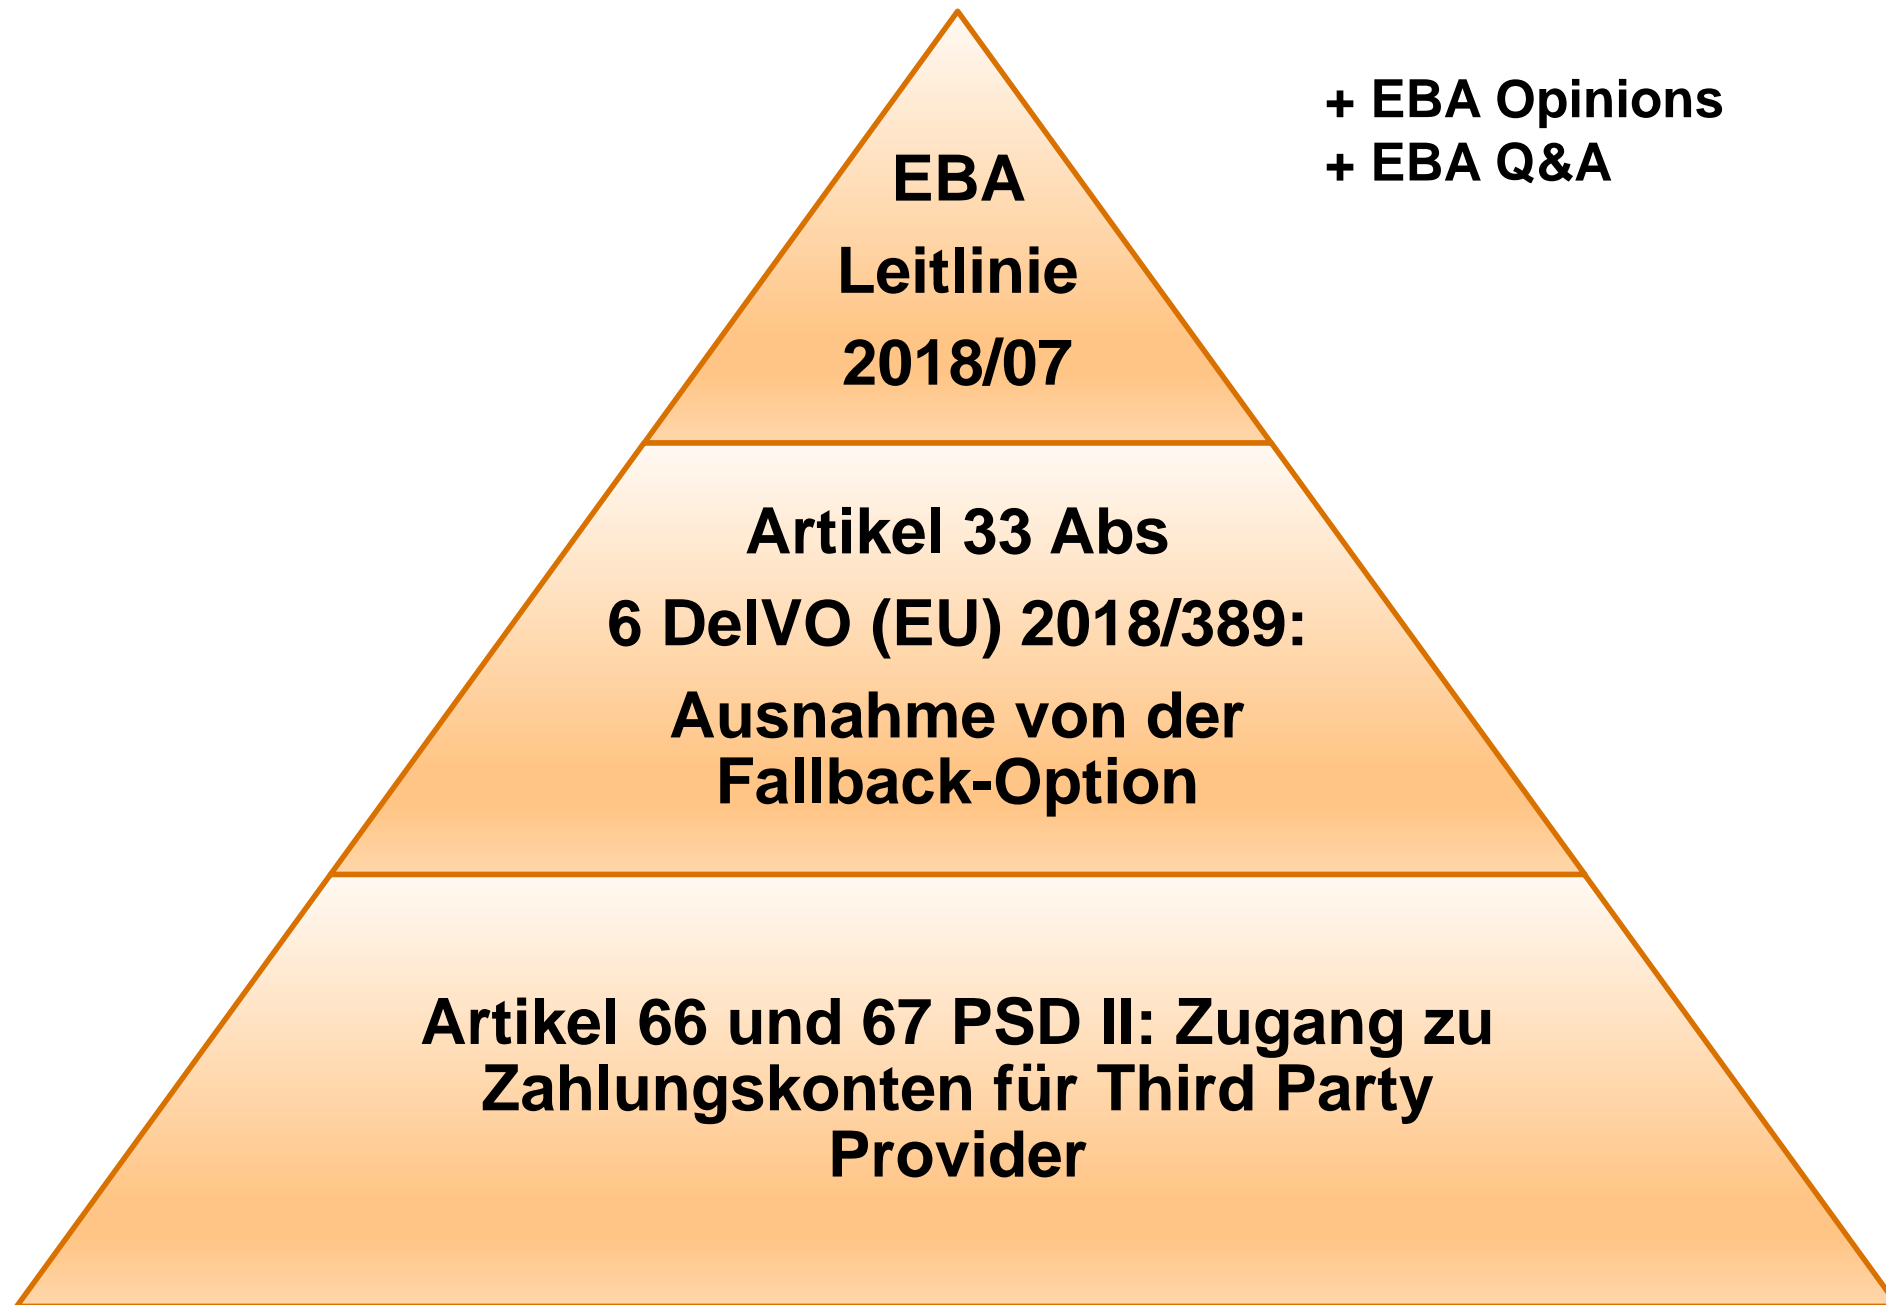 + EBA Opinions
+ EBA Q&A
EBA
Leitlinie
2018/07
Artikel 33 Abs
6 DelVO (EU) 2018/389:
Ausnahme von der
Fallback-Option
Artikel 66 und 67 PSD II: Zugang zu
Zahlungskonten für Third Party
Provider